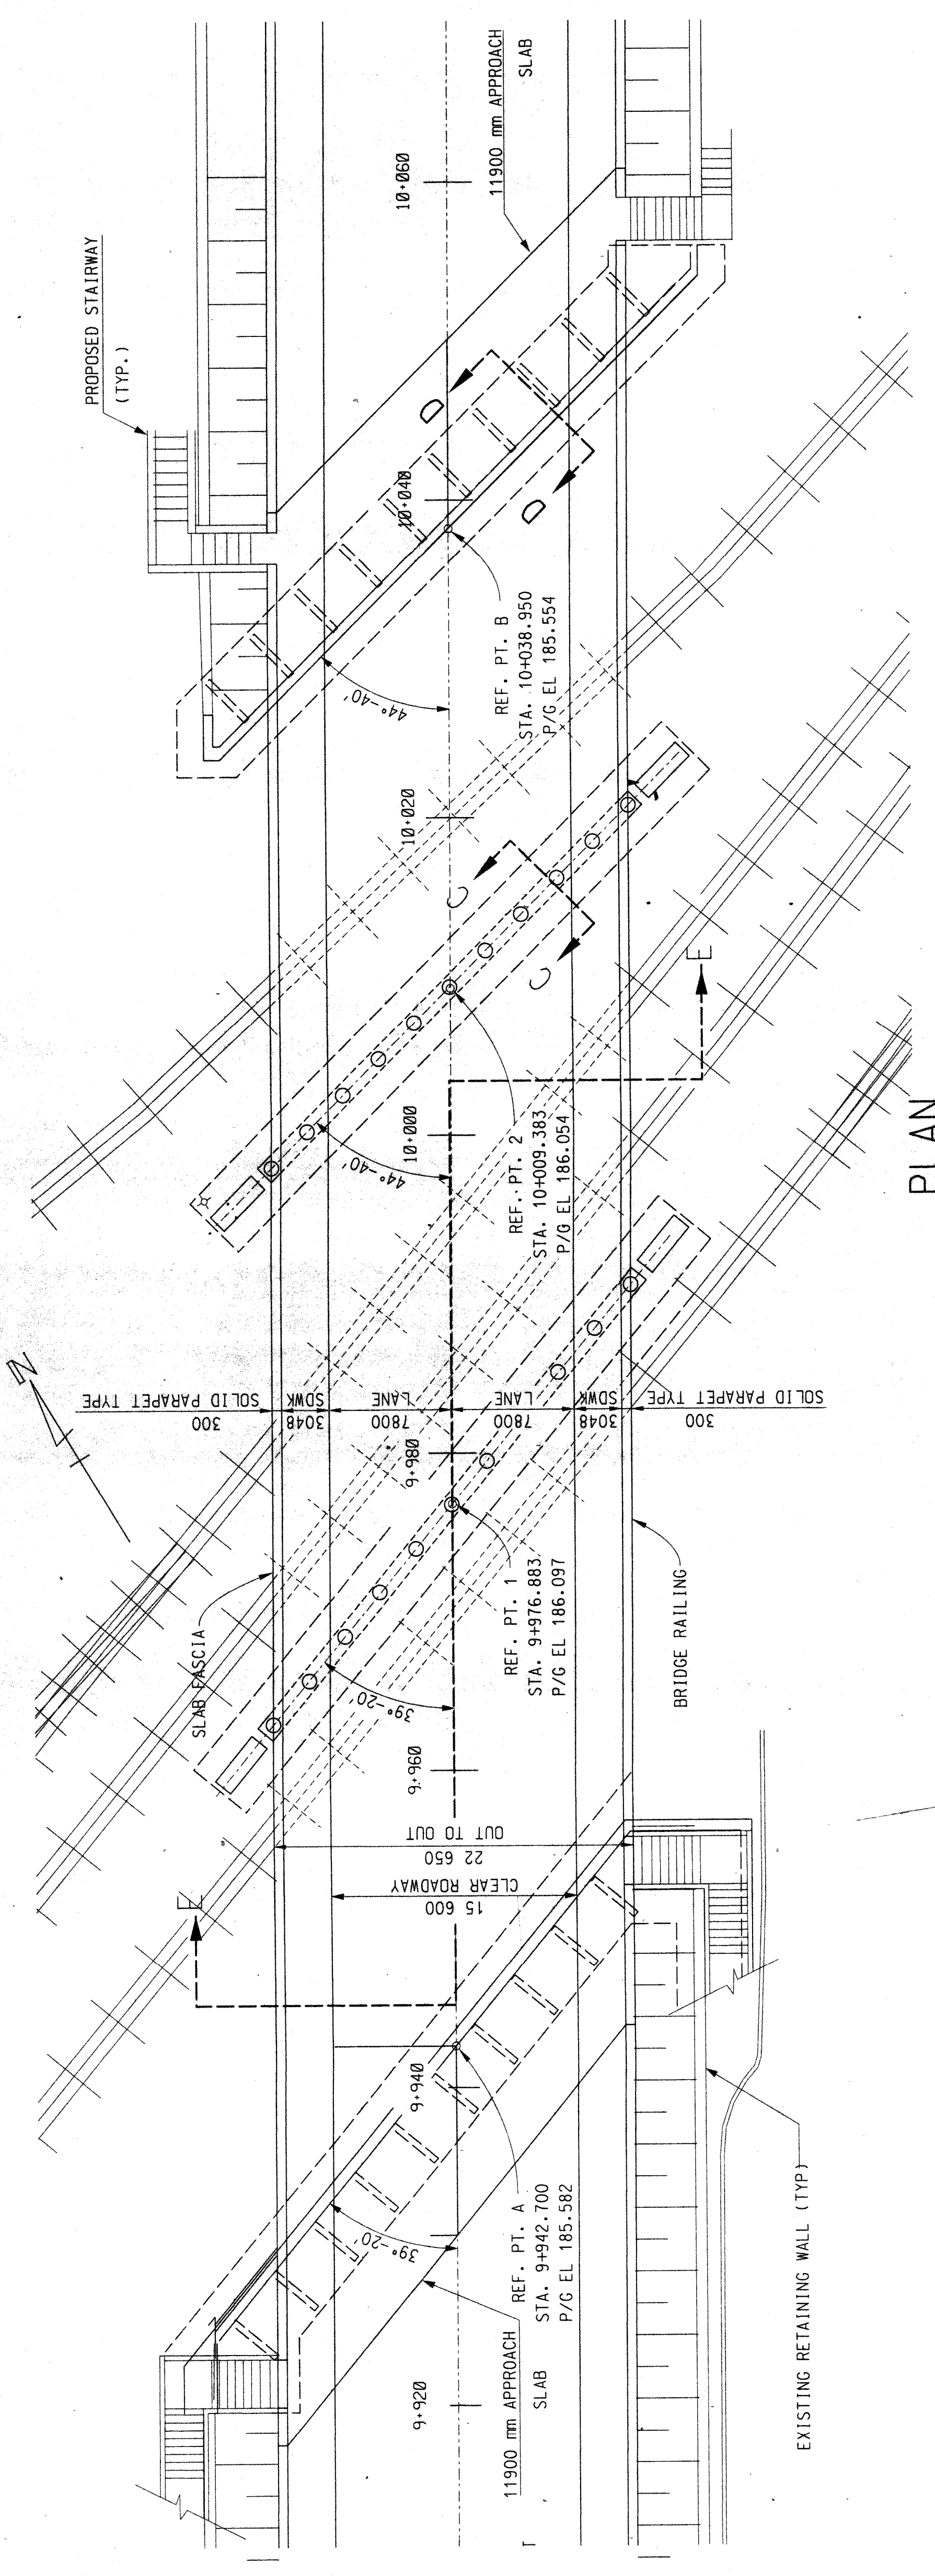 PROPOSED STAIRWAY
(TYP.)
11900 mm APPROACH
SLAB
10+060
10+040
10+020
10+000
9+980
9+960
9+940
9+920
D
D
C
C
E
E
N
44°-40'
REF. PT. B
STA. 10+038.950
P/G EL 185.554
44°-40'
REF. PT. 2
STA. 10+009.383
P/G EL 186.054
300
SOLID PARAPET TYPE
3048
SDWK
7800
LANE
7800
LANE
3048
SDWK
300
SOLID PARAPET TYPE
SLAB FASCIA
39°-20'
REF. PT. 1
STA. 9+976.883
P/G EL 186.097
BRIDGE RAILING
22 650
OUT TO OUT
15 600
CLEAR ROADWAY
39°-20'
REF. PT. A
STA. 9+942.700
P/G EL 185.582
11900 mm APPROACH
SLAB
EXISTING RETAINING WALL (TYP)
PLAN